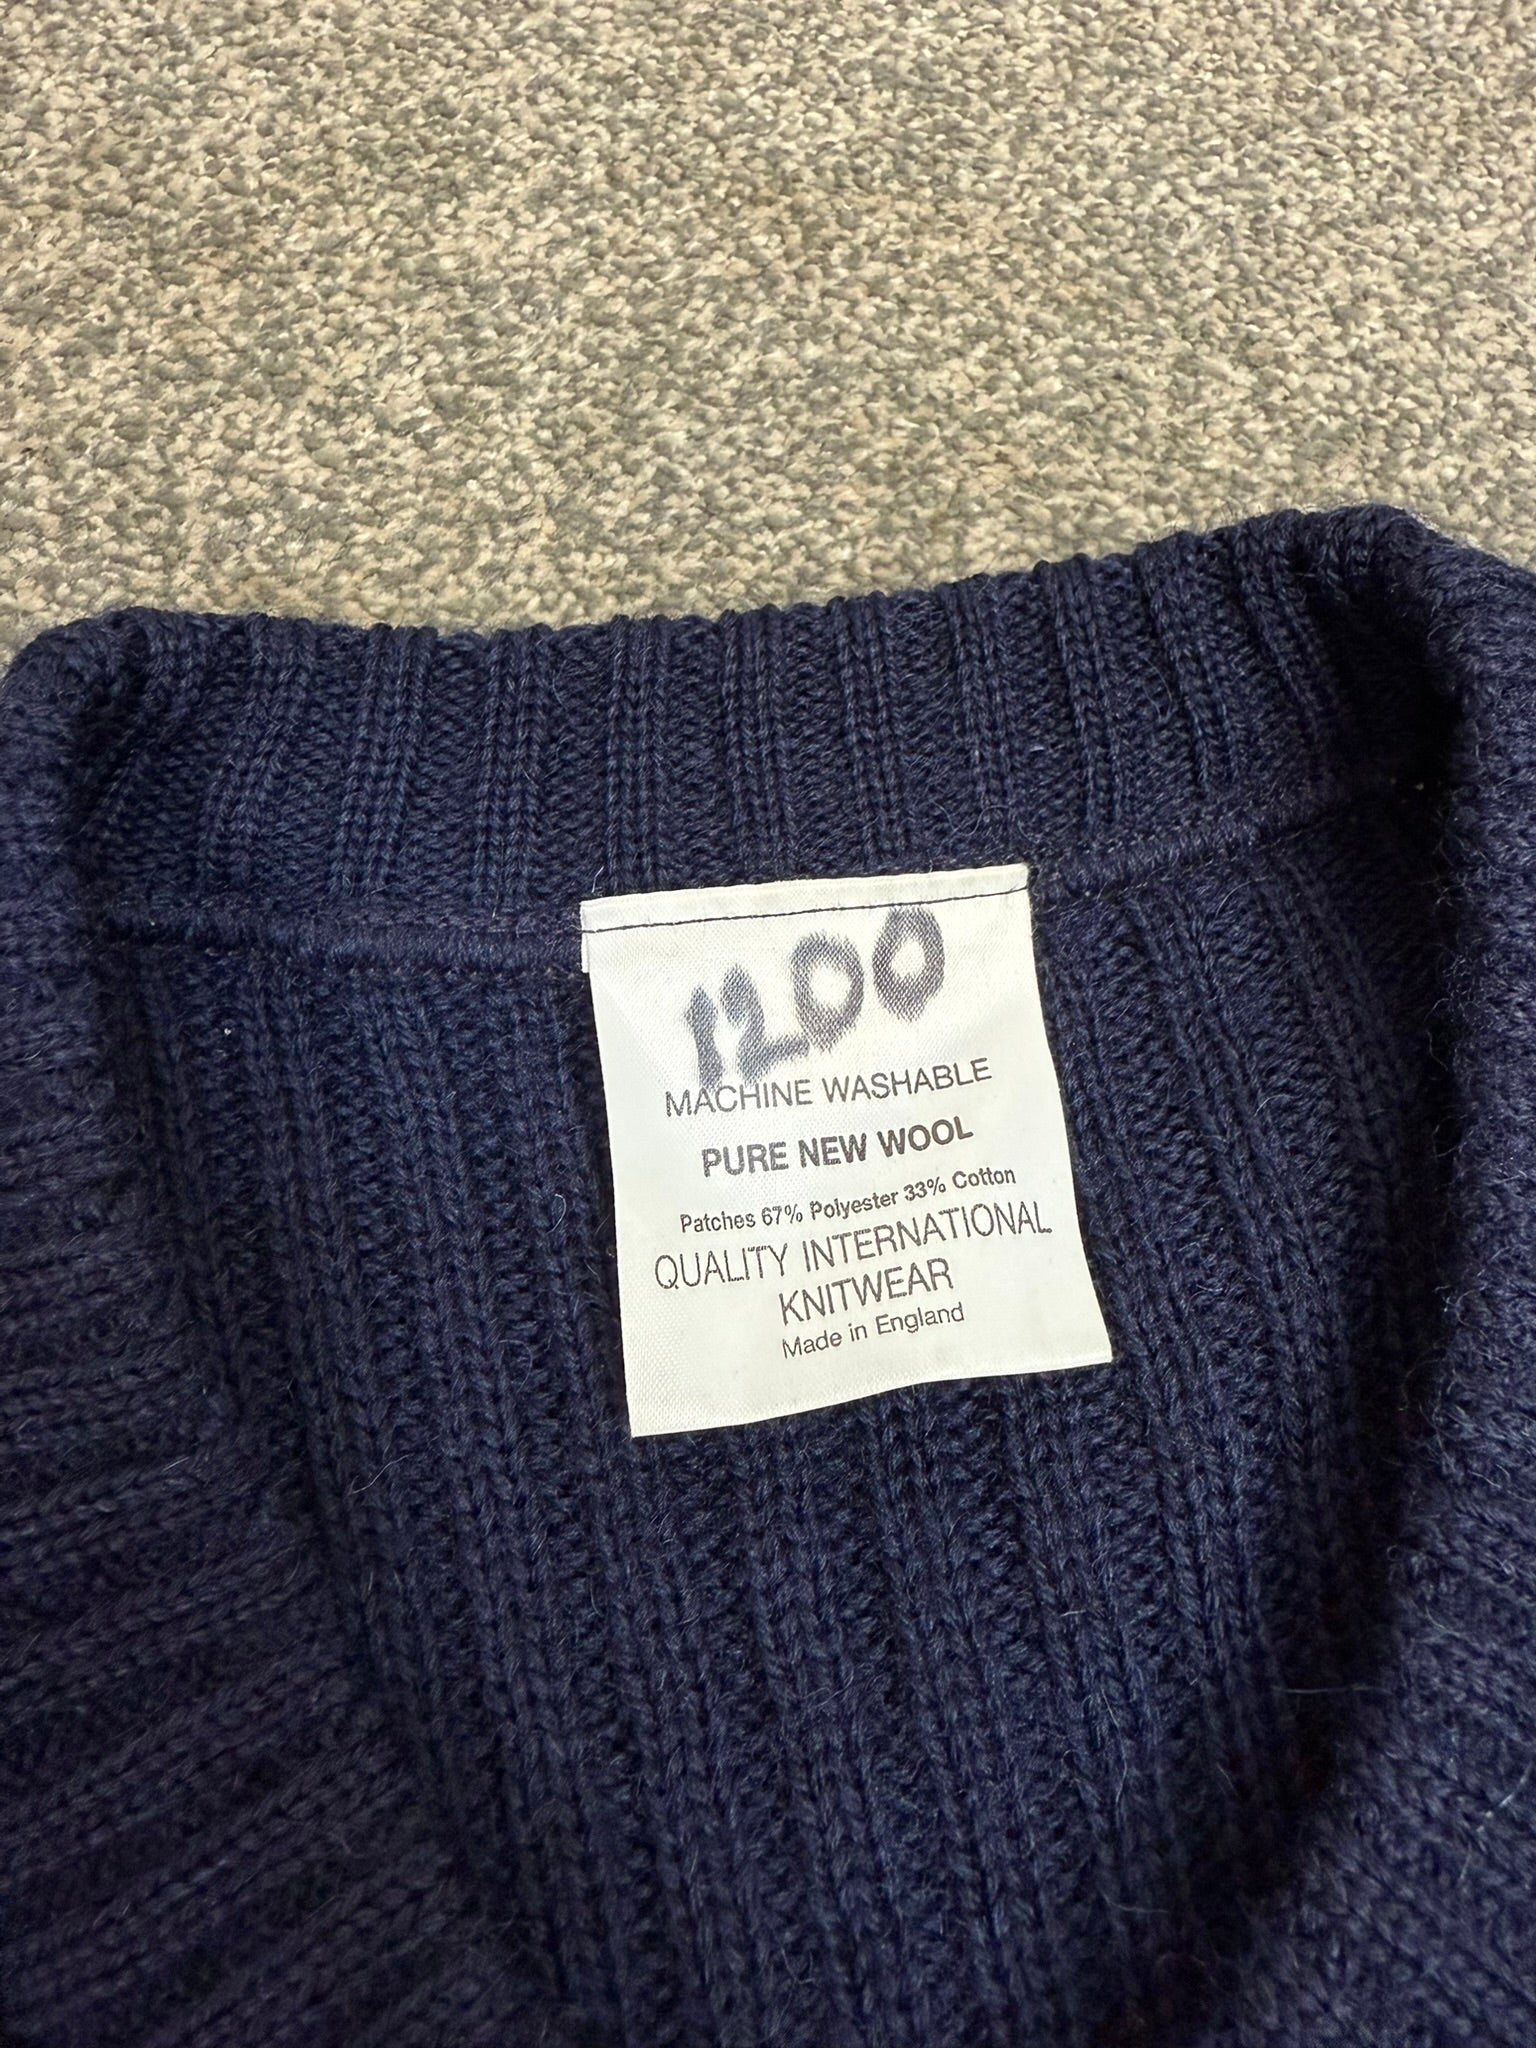 1200
MACHINE WASHABLE
PURE NEW WOOL
Patches 67% Polyester 33% Cotton
QUALITY INTERNATIONAL
KNITWEAR
Made in England